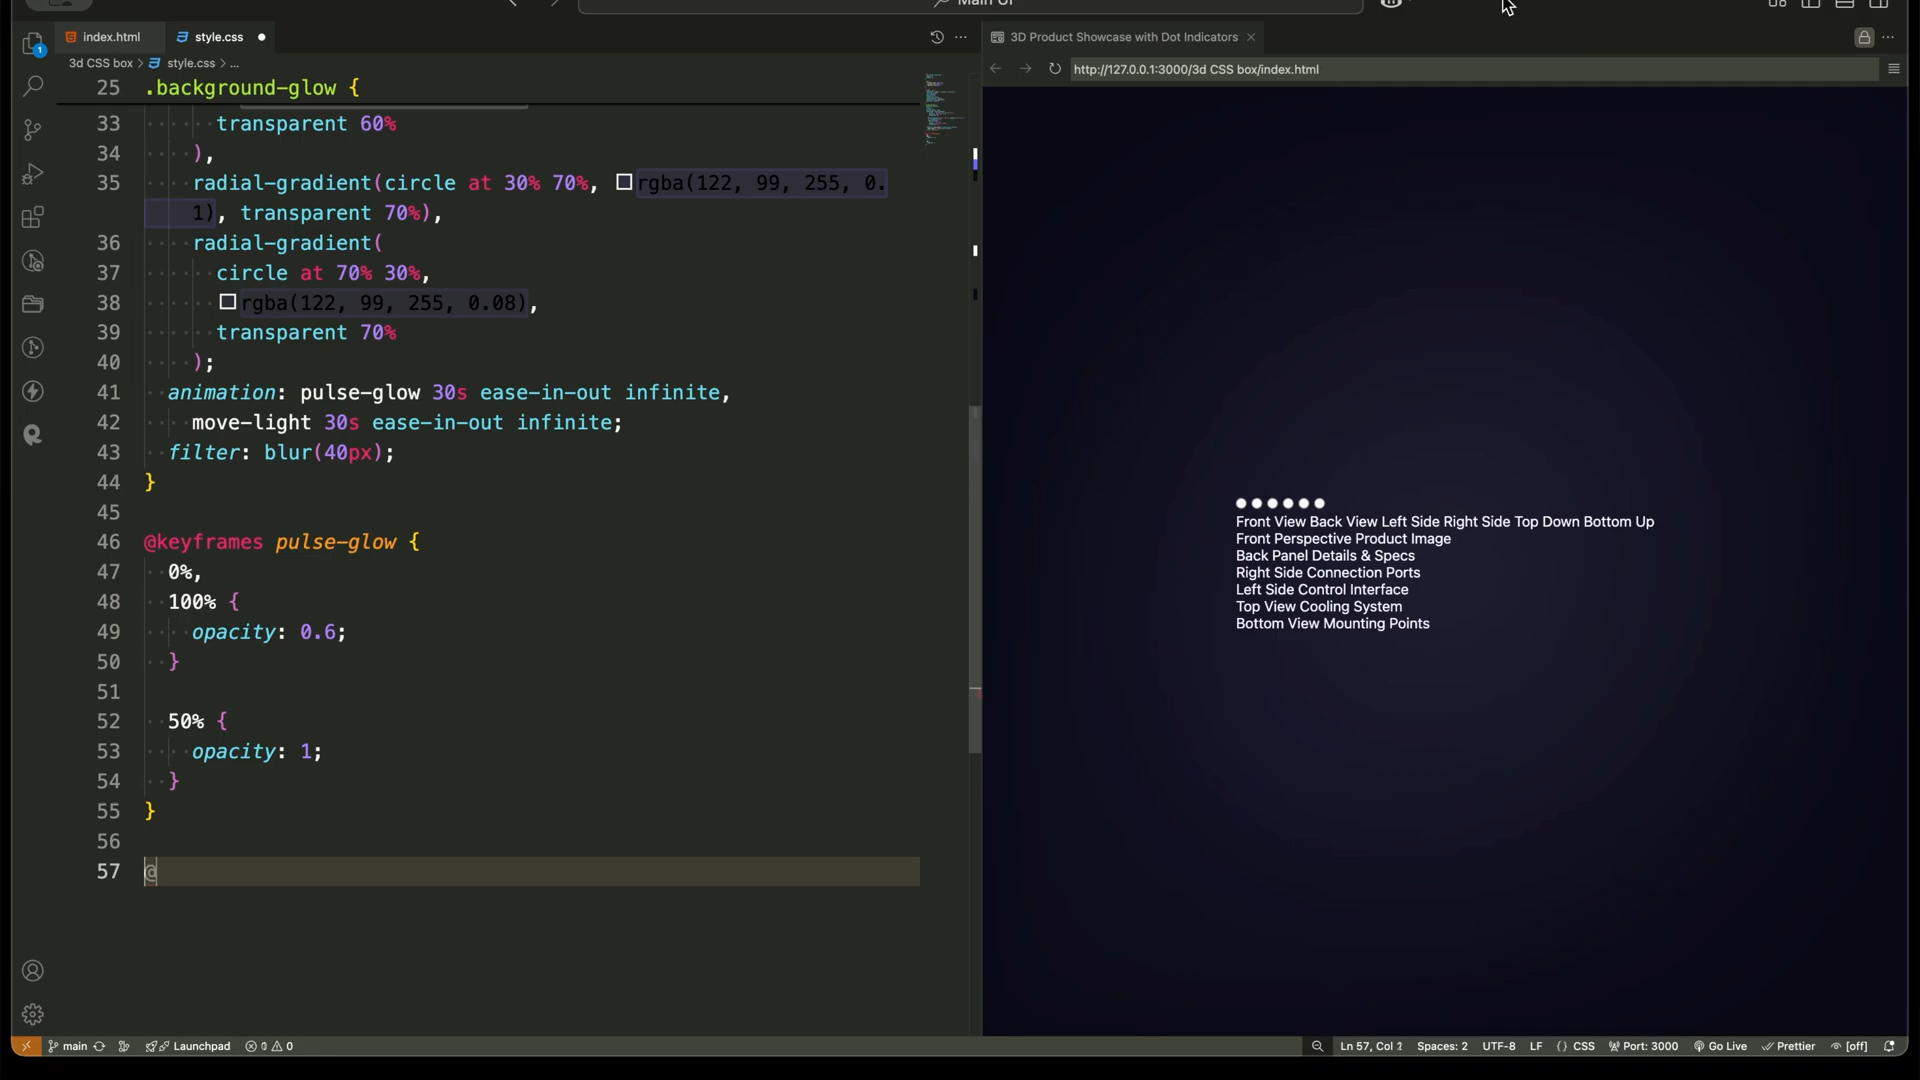 Main UI
index.html
style.css
3D Product Showcase with Dot Indicators
3d CSS box > style.css > ...
http://127.0.0.1:3000/3d CSS box/index.html
1
25 .background-glow {
33 transparent 60%
34 ),
35 radial-gradient(circle at 30% 70%, rgba(122, 99, 255, 0.
1), transparent 70%),
36 radial-gradient(
37 circle at 70% 30%,
38 rgba(122, 99, 255, 0.08),
39 transparent 70%
40 );
41 animation: pulse-glow 30s ease-in-out infinite,
42 move-light 30s ease-in-out infinite;
43 filter: blur(40px);
44 }
45
46 @keyframes pulse-glow {
47 0%,
48 100% {
49 opacity: 0.6;
50 }
51
52 50% {
53 opacity: 1;
54 }
55 }
56
57 @
Front View Back View Left Side Right Side Top Down Bottom Up
Front Perspective Product Image
Back Panel Details & Specs
Right Side Connection Ports
Left Side Control Interface
Top View Cooling System
Bottom View Mounting Points
main Launchpad 0 0 Ln 57, Col Spaces: 2 UTF-8 LF {} CSS Port: 3000 Go Live Prettier [off]